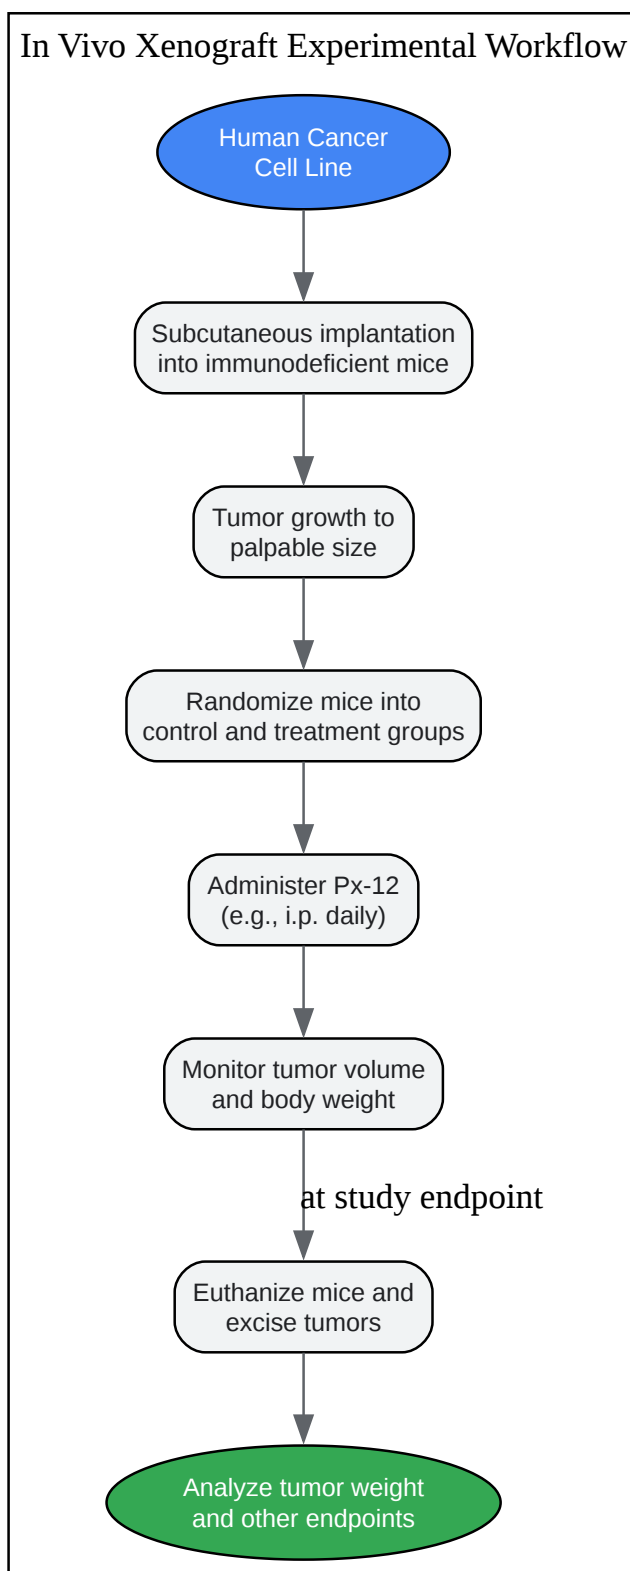 In Vivo Xenograft Experimental Workflow
Human Cancer
Cell Line
Subcutaneous implantation
into immunodeficient mice
Tumor growth to
palpable size
Randomize mice into
control and treatment groups
Administer Px-12
(e.g., i.p. daily)
Monitor tumor volume
and body weight
at study endpoint
Euthanize mice and
excise tumors
Analyze tumor weight
and other endpoints